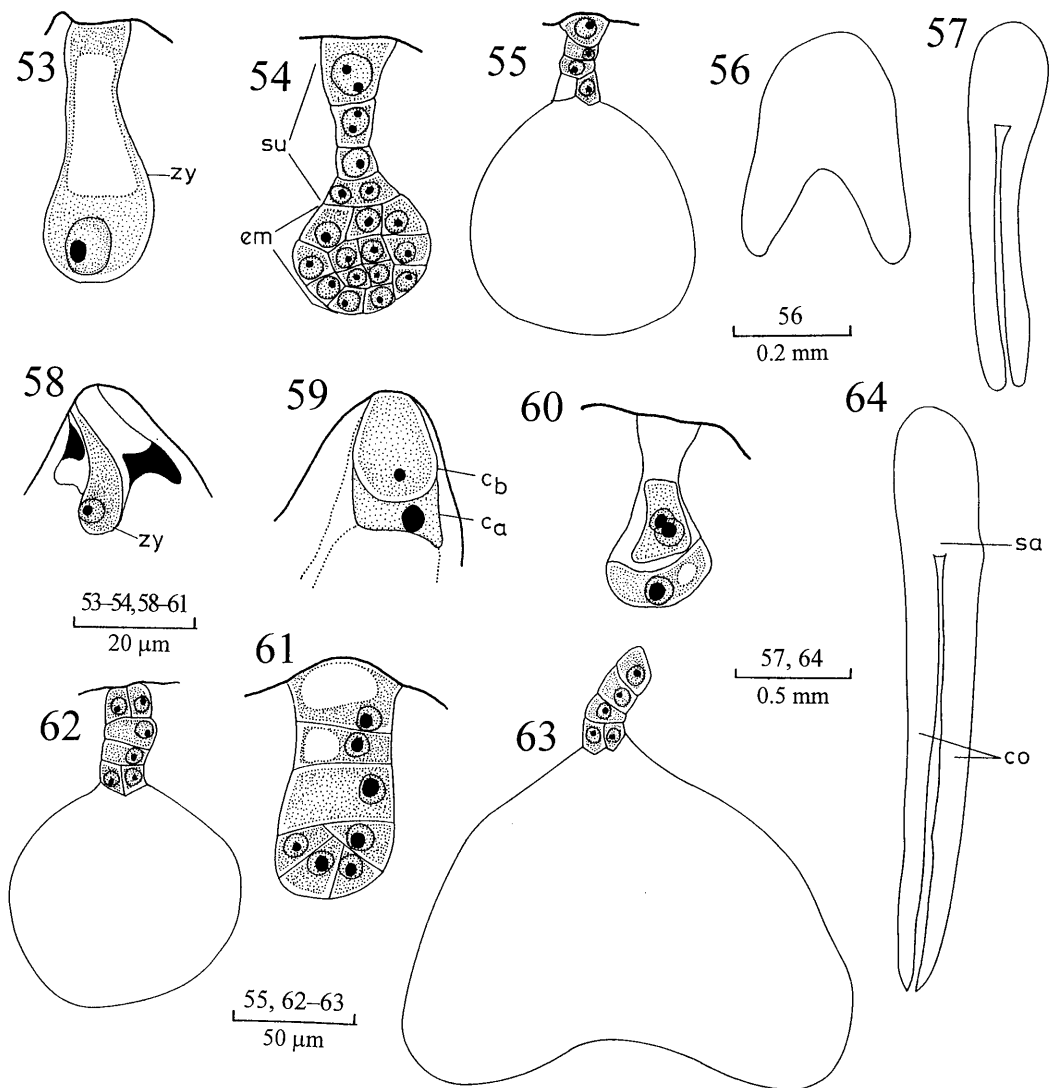 53
zy
54
su
em
55
56
57
56
0.2 mm
58
zy
59
c_b
c_a
60
64
sa
co
53–54, 58–61
20 µm
57, 64
0.5 mm
61
62
63
55, 62–63
50 µm